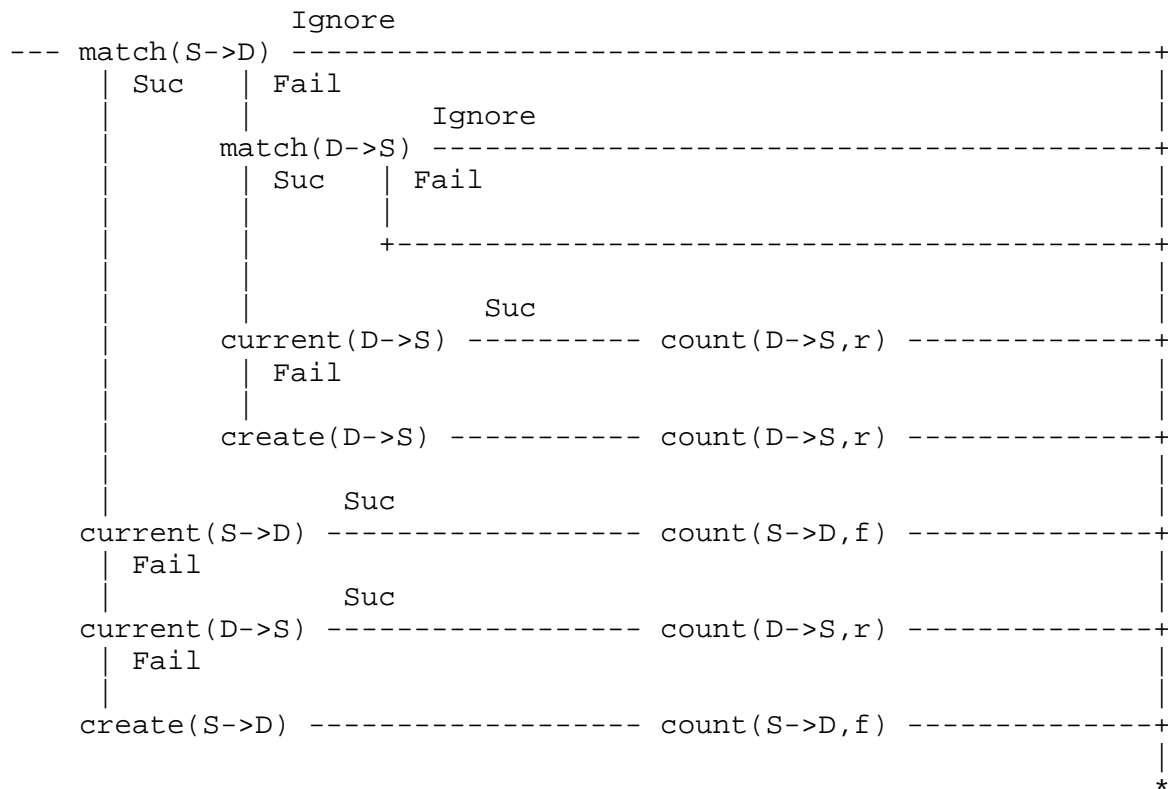 Ignore
--- match(S->D) -------------------------------------------------+
| Suc | Fail |
| | Ignore |
| match(D->S) -----------------------------------------+
| | Suc | Fail |
| | | |
| | +-------------------------------------------+
| | |
| | Suc |
| current(D->S) ---------- count(D->S,r) --------------+
| | Fail |
| | |
| create(D->S) ----------- count(D->S,r) --------------+
| |
| Suc |
current(S->D) ------------------ count(S->D,f) --------------+
| Fail |
| Suc |
current(D->S) ------------------ count(D->S,r) --------------+
| Fail |
| |
create(S->D) ------------------- count(S->D,f) --------------+
|
*